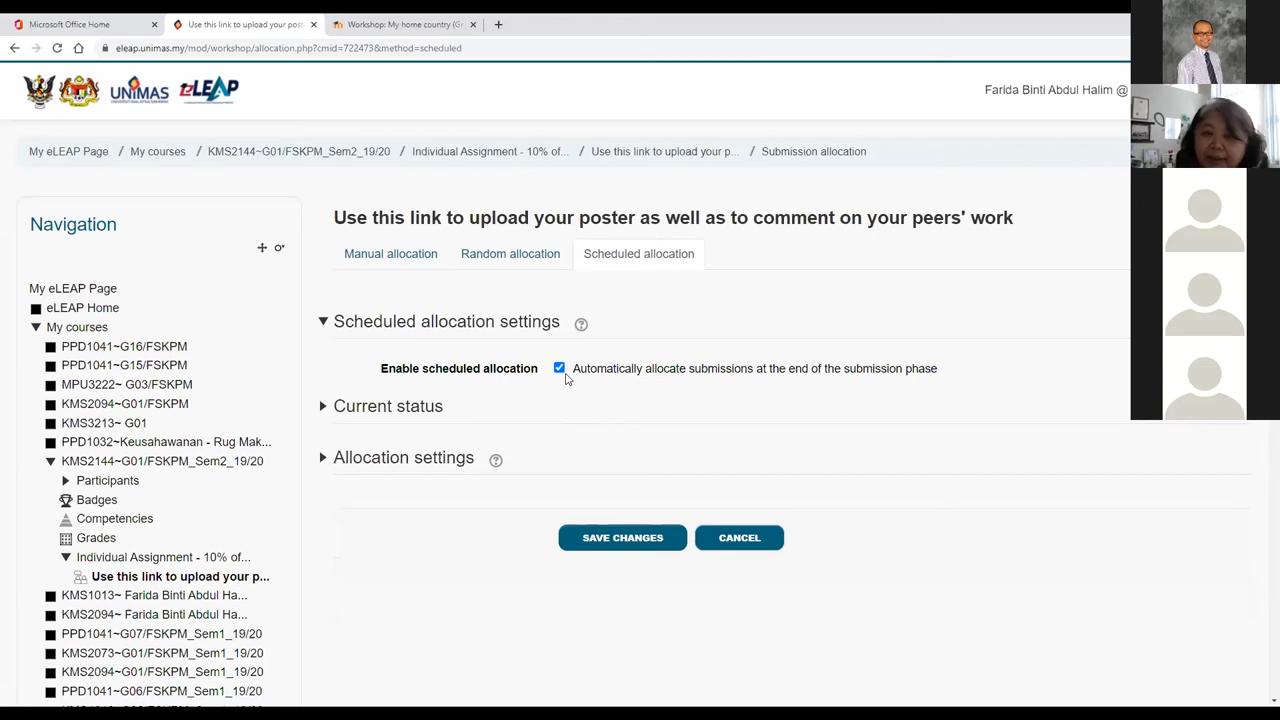 Microsoft Office Home
Use this link to upload your post
Workshop: My home country (G
eleap.unimas.my/mod/workshop/allocation.php?cmid=722473&method=scheduled
UNIMAS
eLEAP
Farida Binti Abdul Halim @
My eLEAP Page / My courses / KMS2144~G01/FSKPM_Sem2_19/20 / Individual Assignment - 10% of... / Use this link to upload your p... / Submission allocation
Navigation
Use this link to upload your poster as well as to comment on your peers' work
Manual allocation
Random allocation
Scheduled allocation
My eLEAP Page
eLEAP Home
My courses
PPD1041~G16/FSKPM
PPD1041~G15/FSKPM
MPU3222~ G03/FSKPM
KMS2094~G01/FSKPM
KMS3213~ G01
PPD1032~Keusahawanan - Rug Mak...
KMS2144~G01/FSKPM_Sem2_19/20
Participants
Badges
Competencies
Grades
Individual Assignment - 10% of...
Use this link to upload your p...
KMS1013~ Farida Binti Abdul Ha...
KMS2094~ Farida Binti Abdul Ha...
PPD1041~G07/FSKPM_Sem1_19/20
KMS2073~G01/FSKPM_Sem1_19/20
KMS2094~G01/FSKPM_Sem1_19/20
PPD1041~G06/FSKPM_Sem1_19/20
Scheduled allocation settings
Enable scheduled allocation
Automatically allocate submissions at the end of the submission phase
Current status
Allocation settings
SAVE CHANGES
CANCEL